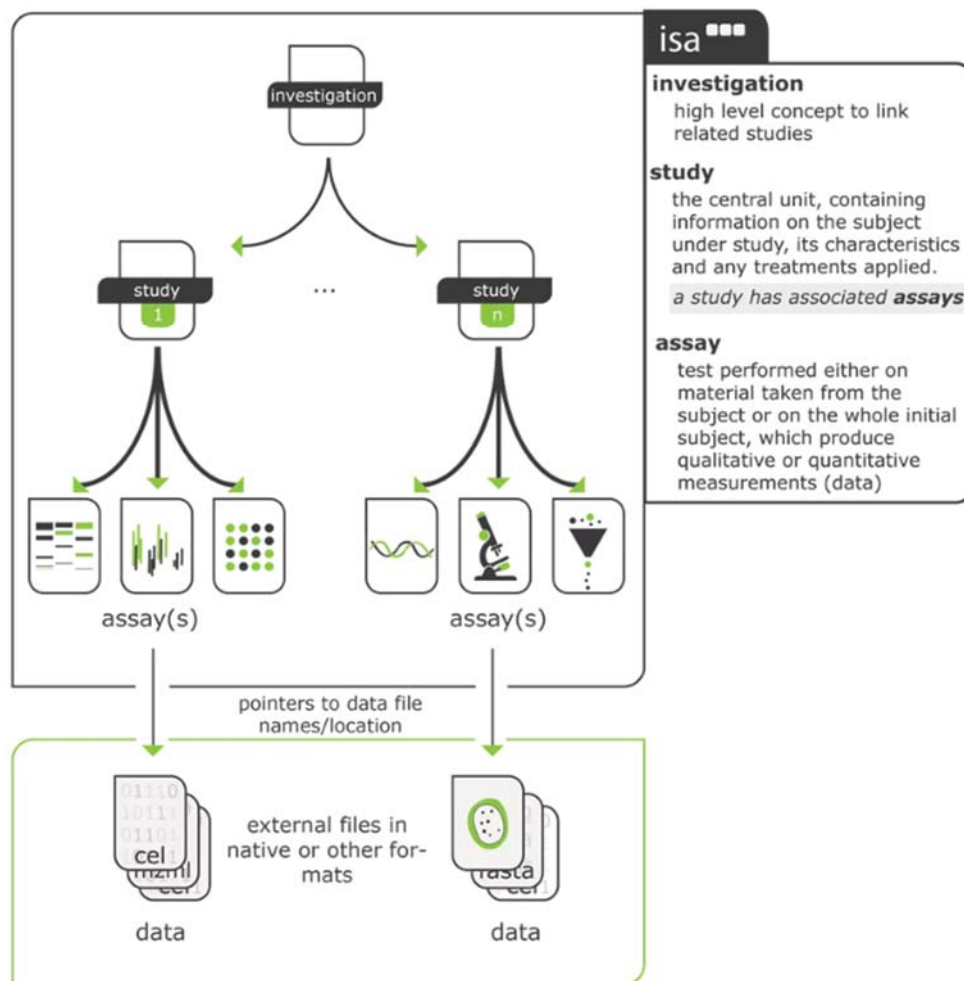 isa
investigation
high level concept to link
related studies
study
the central unit, containing
information on the subject
under study, its characteristics
and any treatments applied.
a study has associated assays
assay
test performed either on
material taken from the
subject or on the whole initial
subject, which produce
qualitative or quantitative
measurements (data)
investigation
study
1
...
study
n
assay(s)
assay(s)
pointers to data file
names/location
01110
cel
mzml
cel
external files in
native or other for-
mats
fasta
cel
data
data